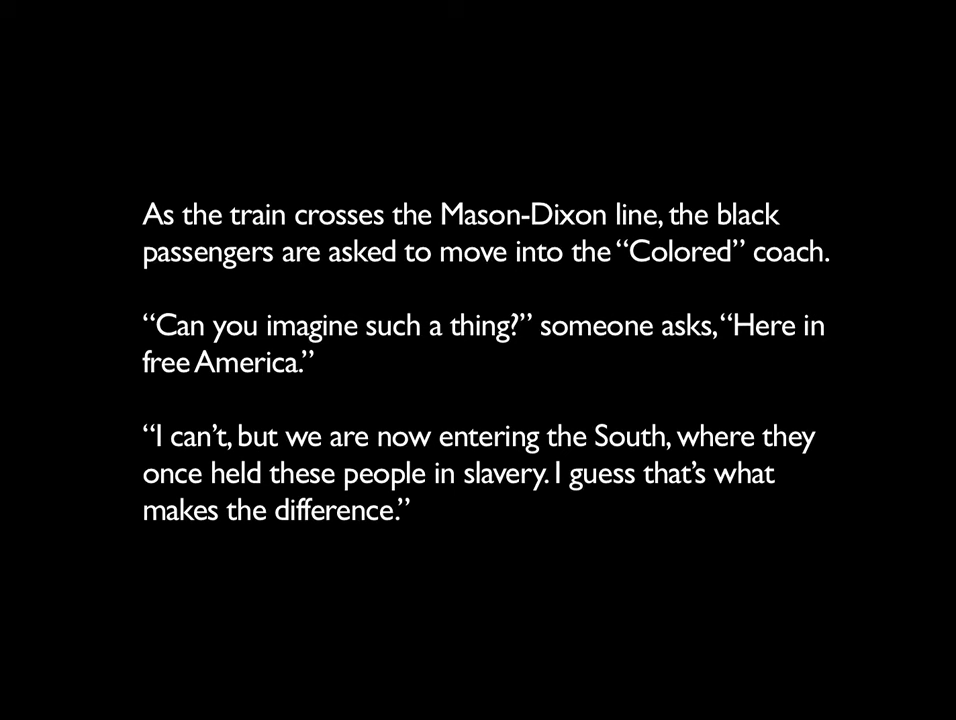 As the train crosses the Mason-Dixon line, the black
passengers are asked to move into the “Colored” coach.
“Can you imagine such a thing?” someone asks, “Here in
free America.”
“I can’t, but we are now entering the South, where they
once held these people in slavery. I guess that’s what
makes the difference.”